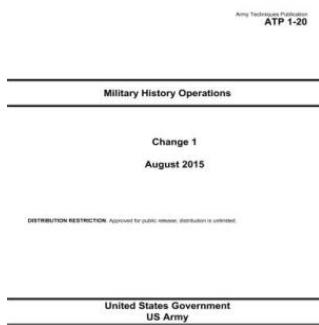 Army Techniques Publication
ATP 1-20
Military History Operations
Change 1
August 2015
DISTRIBUTION RESTRICTION. Approved for public release; distribution is unlimited.
United States Government
US Army